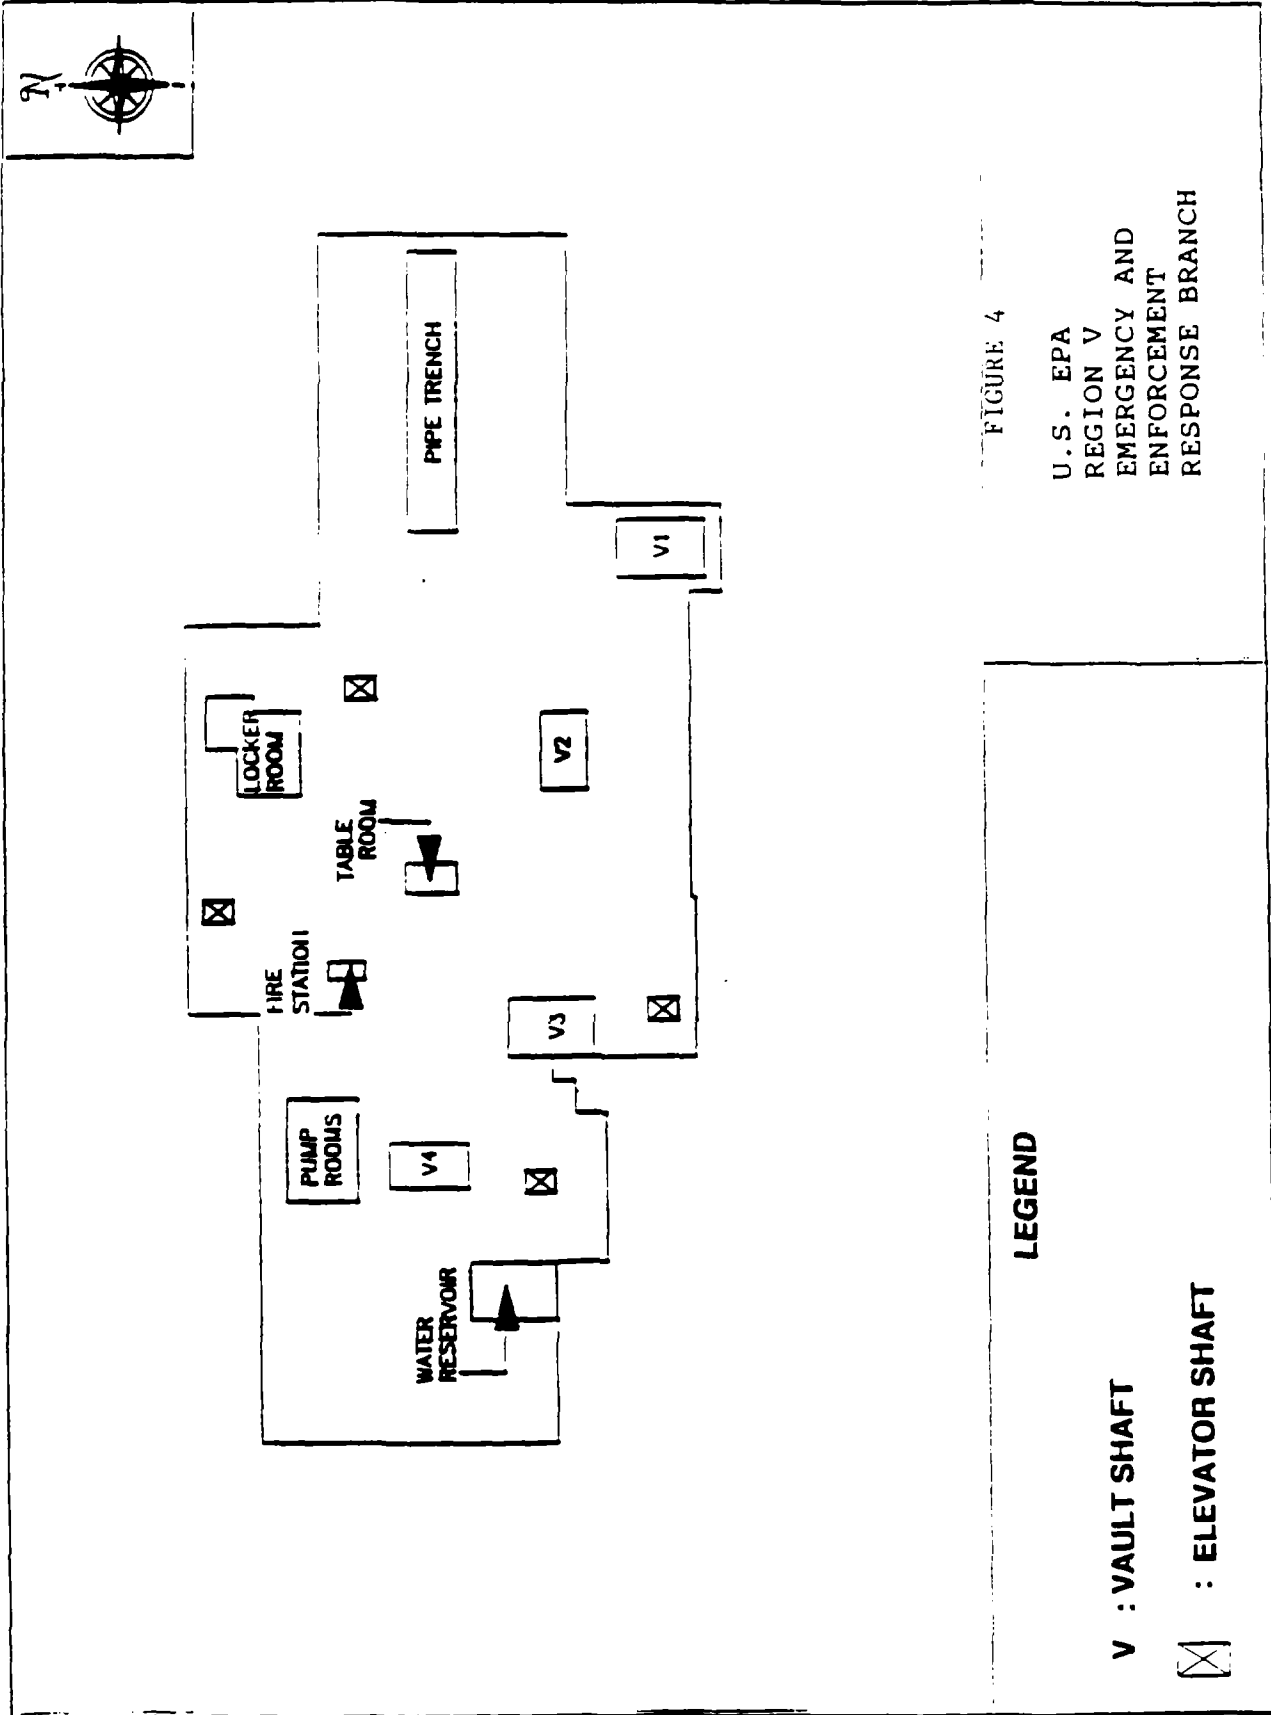 N
PIPE TRENCH
LOCKER
ROOM
TABLE
ROOM
FIRE
STATION
V1
V2
V3
PUMP
ROOMS
V4
WATER
RESERVOIR
LEGEND
V : VAULT SHAFT
: ELEVATOR SHAFT
FIGURE 4
U.S. EPA
REGION V
EMERGENCY AND
ENFORCEMENT
RESPONSE BRANCH